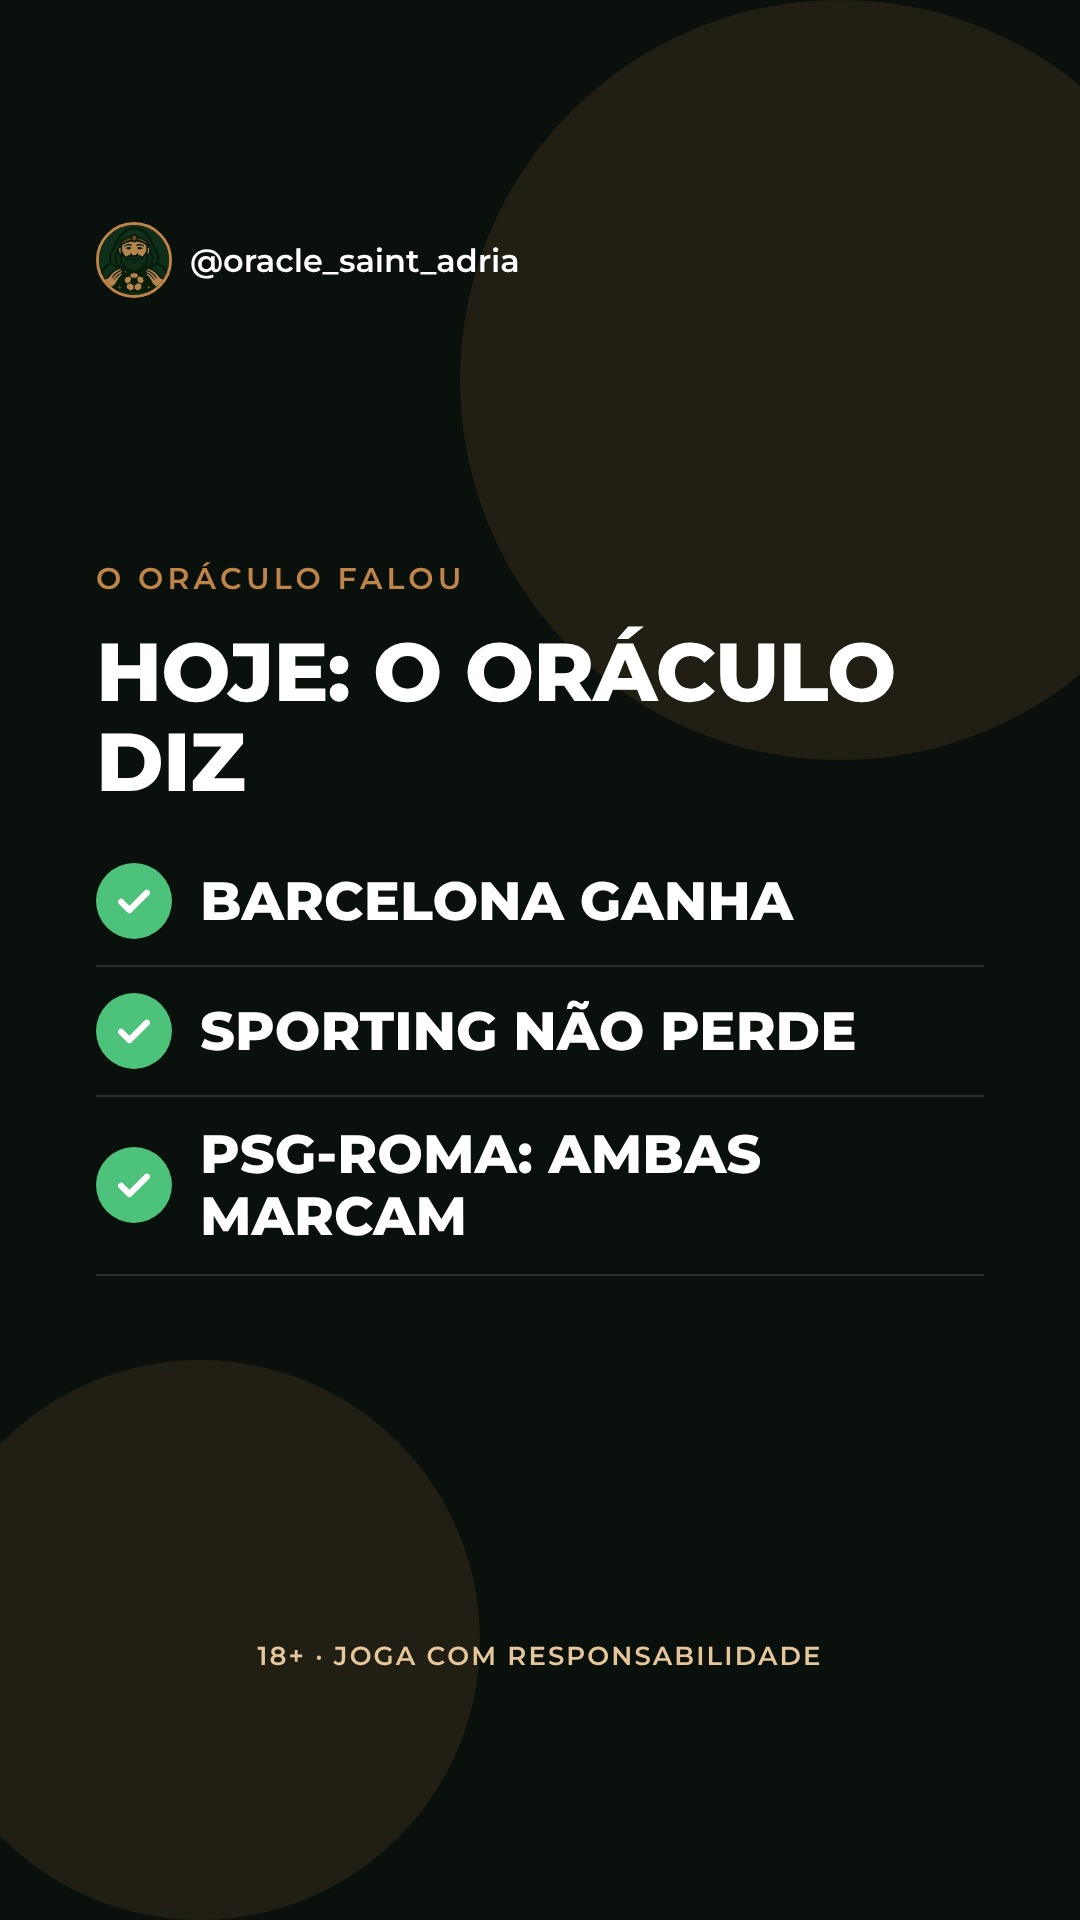 @oracle_saint_adria
O ORÁCULO FALOU
HOJE: O ORÁCULO
DIZ
BARCELONA GANHA
SPORTING NÃO PERDE
PSG-ROMA: AMBAS
MARCAM
18+ · JOGA COM RESPONSABILIDADE